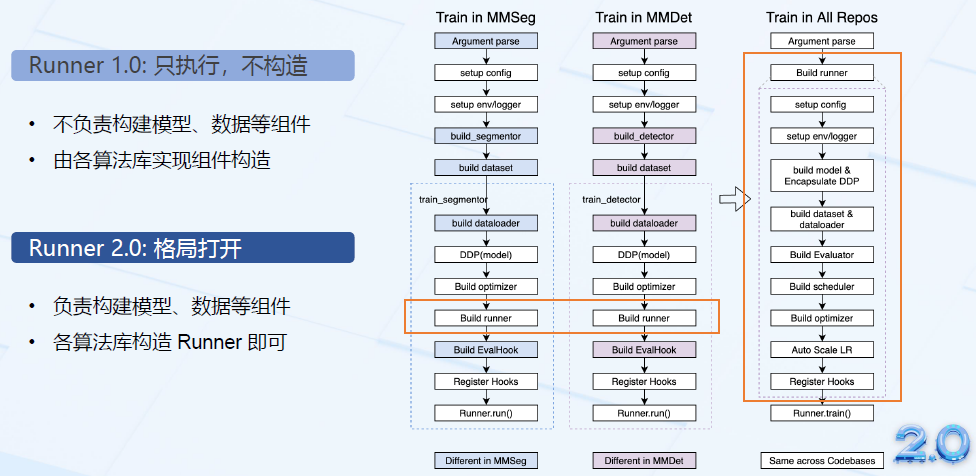 Runner 1.0: 只执行，不构造
• 不负责构建模型、数据等组件
• 由各算法库实现组件构造
Runner 2.0: 格局打开
• 负责构建模型、数据等组件
• 各算法库构造 Runner 即可
Train in MMSeg
Argument parse
setup config
setup env/logger
build_segmentor
build dataset
train_segmentor
build dataloader
DDP(model)
Build optimizer
Build runner
Build EvalHook
Register Hooks
Runner.run()
Different in MMSeg
Train in MMDet
Argument parse
setup config
setup env/logger
build_detector
build dataset
train_detector
build dataloader
DDP(model)
Build optimizer
Build runner
Build EvalHook
Register Hooks
Runner.run()
Different in MMDet
Train in All Repos
Argument parse
Build runner
setup config
setup env/logger
build model &
Encapsulate DDP
build dataset &
dataloader
Build Evaluator
Build scheduler
Build optimizer
Auto Scale LR
Register Hooks
Runner.train()
Same across Codebases
2.0